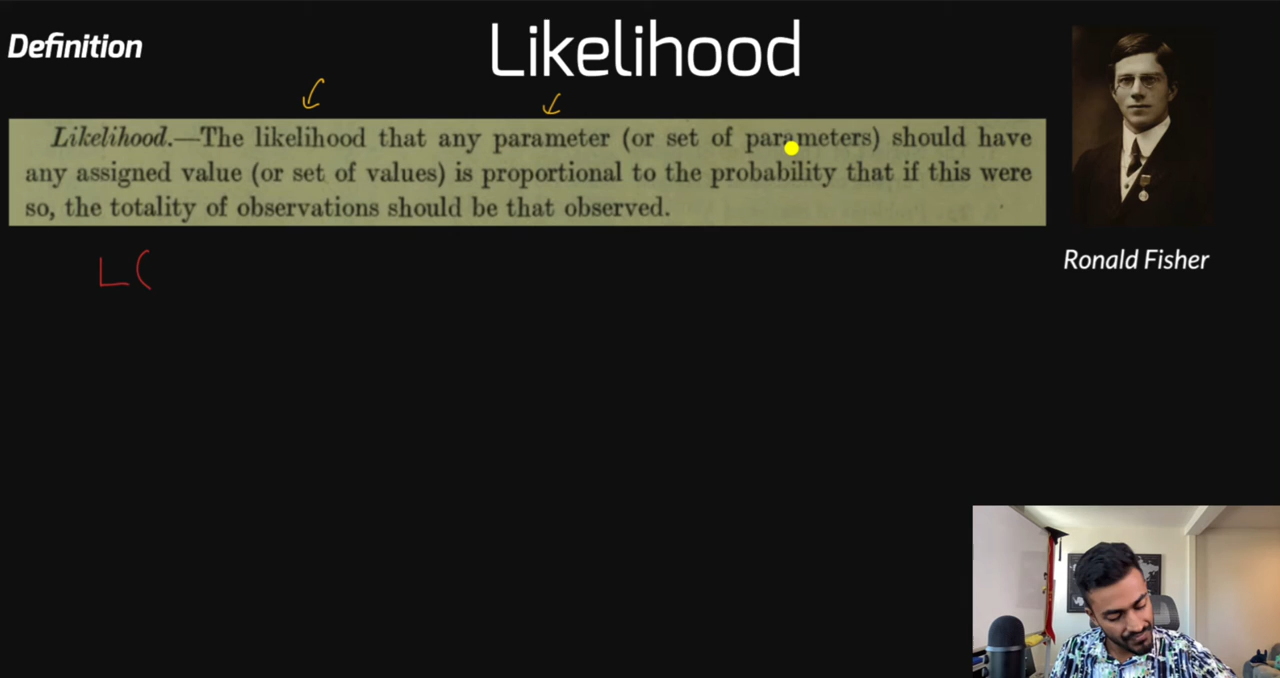 Definition
Likelihood
Likelihood.—The likelihood that any parameter (or set of parameters) should have
any assigned value (or set of values) is proportional to the probability that if this were
so, the totality of observations should be that observed.
Ronald Fisher
L(